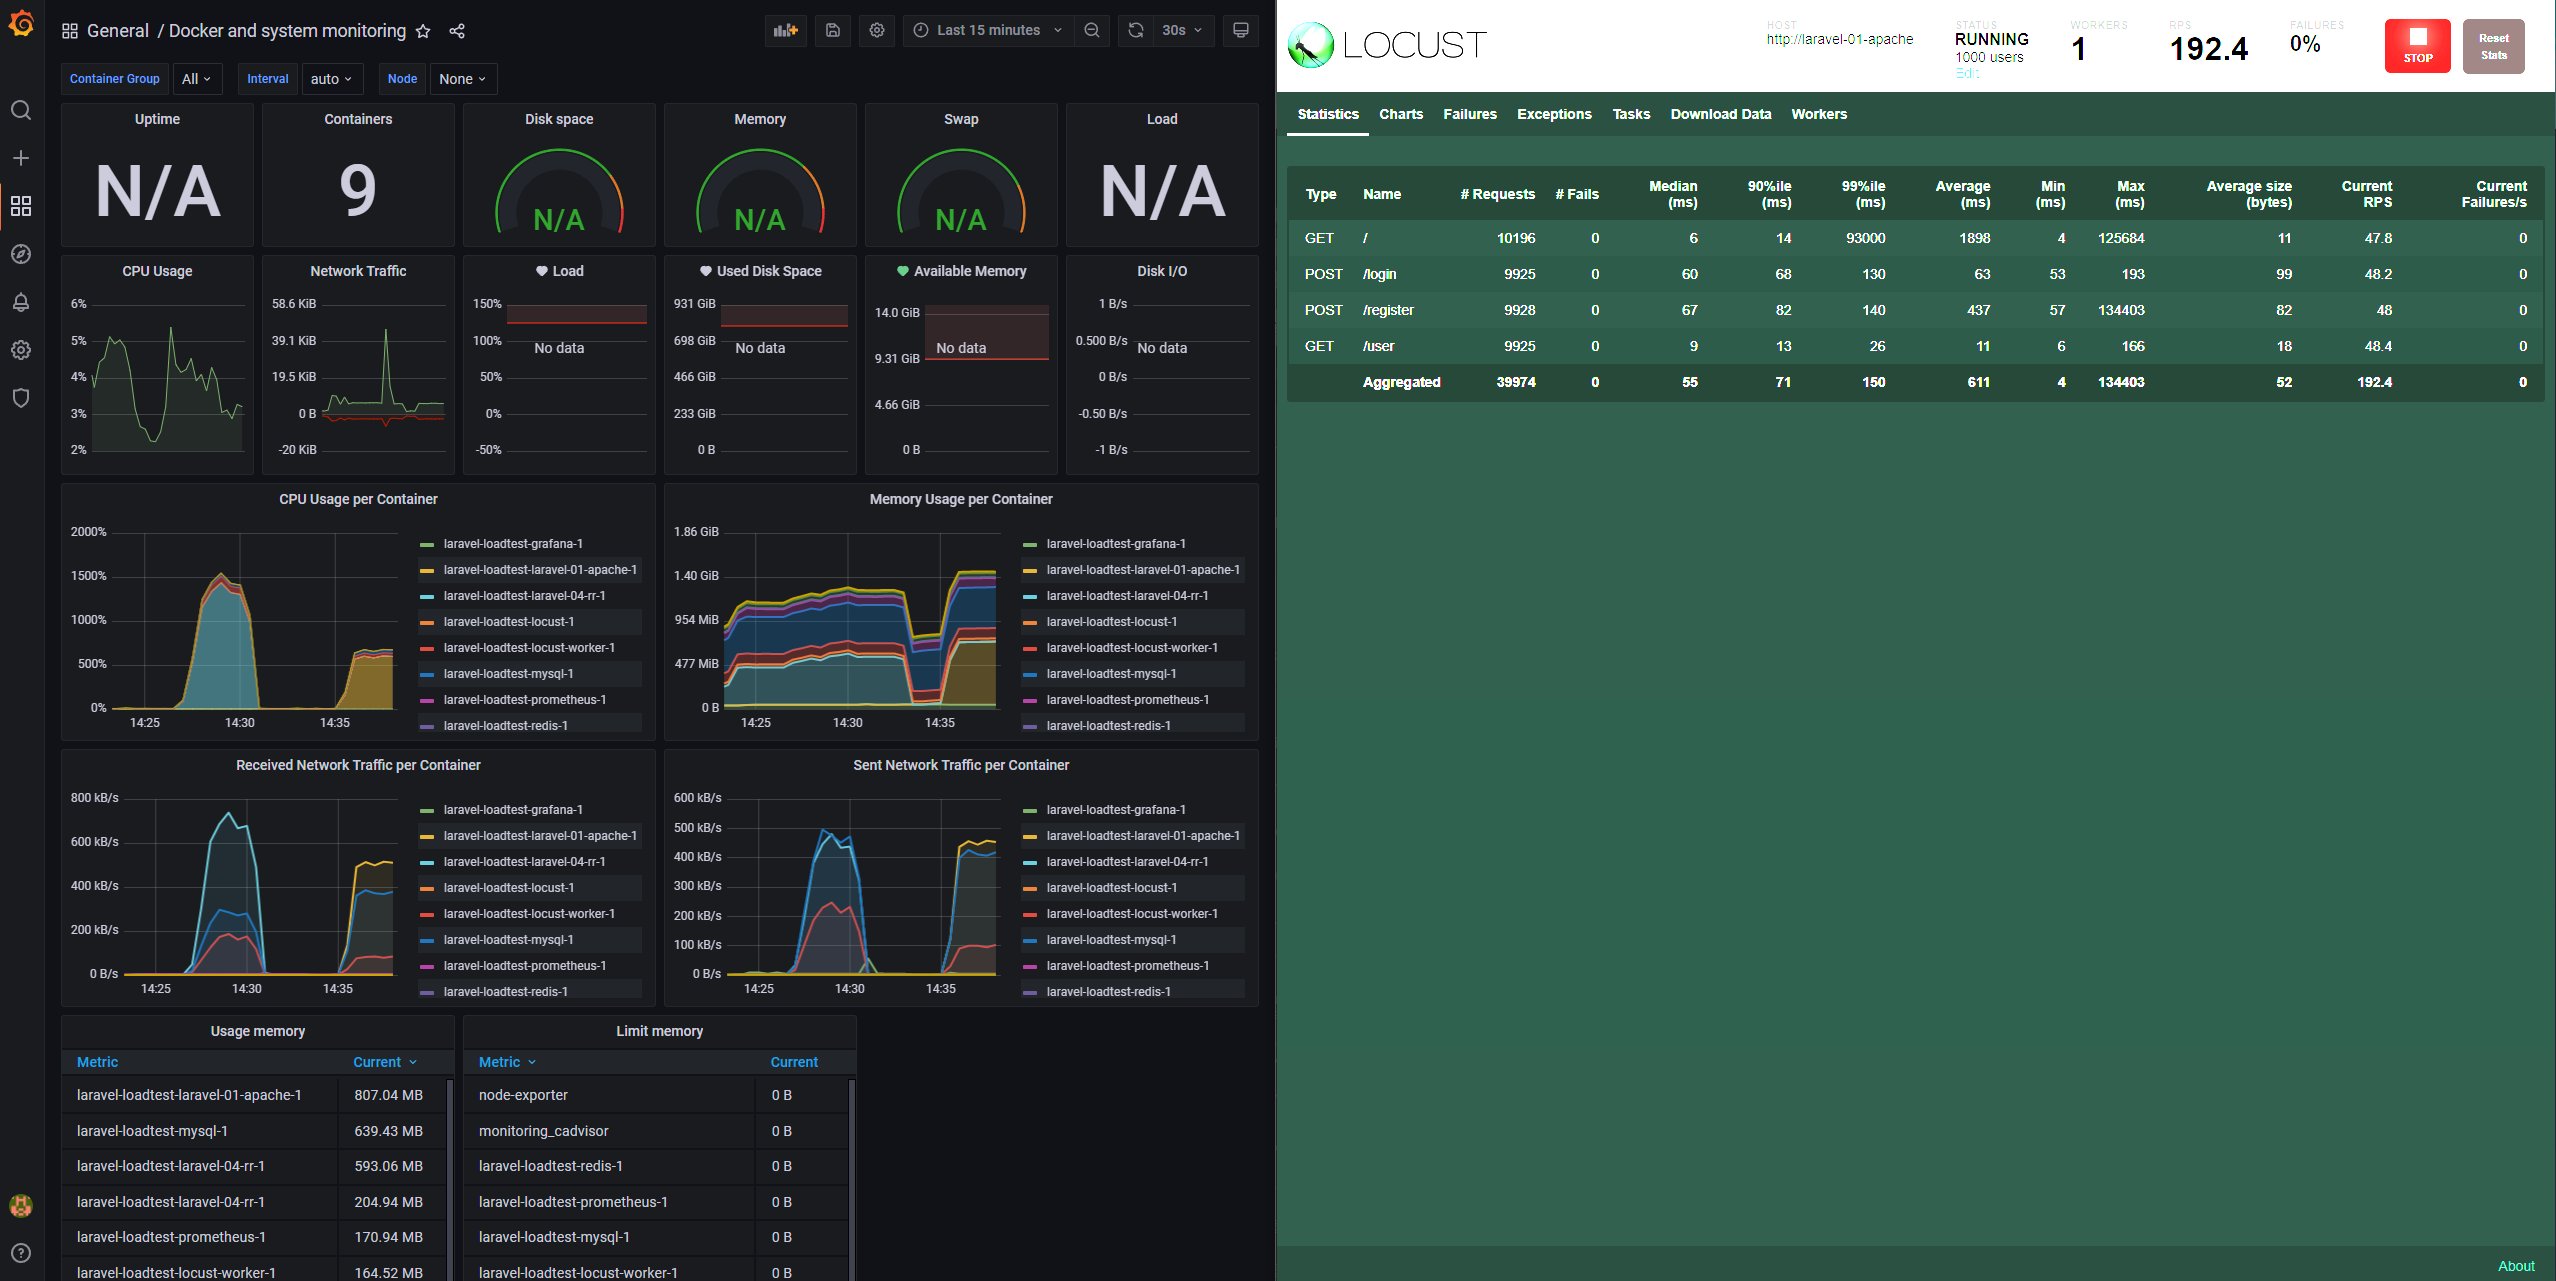 General / Docker and system monitoring
Last 15 minutes
30s
Container Group All Interval auto Node None
Uptime
N/A
Containers
9
Disk space
N/A
Memory
N/A
Swap
N/A
Load
N/A
CPU Usage
6%
5%
4%
3%
2%
Network Traffic
58.6 KiB
39.1 KiB
19.5 KiB
0 B
-20 KiB
Load
150%
100%
50%
0%
-50%
No data
Used Disk Space
931 GiB
698 GiB
466 GiB
233 GiB
0 B
No data
Available Memory
14.0 GiB
9.31 GiB
4.66 GiB
0 B
No data
Disk I/O
1 B/s
0.500 B/s
0 B/s
-0.50 B/s
-1 B/s
No data
CPU Usage per Container
2000%
1500%
1000%
500%
0%
14:25 14:30 14:35
laravel-loadtest-grafana-1
laravel-loadtest-laravel-01-apache-1
laravel-loadtest-laravel-04-rr-1
laravel-loadtest-locust-1
laravel-loadtest-locust-worker-1
laravel-loadtest-mysql-1
laravel-loadtest-prometheus-1
laravel-loadtest-redis-1
Memory Usage per Container
1.86 GiB
1.40 GiB
954 MiB
477 MiB
0 B
14:25 14:30 14:35
laravel-loadtest-grafana-1
laravel-loadtest-laravel-01-apache-1
laravel-loadtest-laravel-04-rr-1
laravel-loadtest-locust-1
laravel-loadtest-locust-worker-1
laravel-loadtest-mysql-1
laravel-loadtest-prometheus-1
laravel-loadtest-redis-1
Received Network Traffic per Container
800 kB/s
600 kB/s
400 kB/s
200 kB/s
0 B/s
14:25 14:30 14:35
laravel-loadtest-grafana-1
laravel-loadtest-laravel-01-apache-1
laravel-loadtest-laravel-04-rr-1
laravel-loadtest-locust-1
laravel-loadtest-locust-worker-1
laravel-loadtest-mysql-1
laravel-loadtest-prometheus-1
laravel-loadtest-redis-1
Sent Network Traffic per Container
600 kB/s
500 kB/s
400 kB/s
300 kB/s
200 kB/s
100 kB/s
0 B/s
14:25 14:30 14:35
laravel-loadtest-grafana-1
laravel-loadtest-laravel-01-apache-1
laravel-loadtest-laravel-04-rr-1
laravel-loadtest-locust-1
laravel-loadtest-locust-worker-1
laravel-loadtest-mysql-1
laravel-loadtest-prometheus-1
laravel-loadtest-redis-1
Usage memory
Metric Current
laravel-loadtest-laravel-01-apache-1 807.04 MB
laravel-loadtest-mysql-1 639.43 MB
laravel-loadtest-laravel-04-rr-1 593.06 MB
laravel-loadtest-laravel-04-rr-1 204.94 MB
laravel-loadtest-prometheus-1 170.94 MB
laravel-loadtest-locust-worker-1 164.52 MB
Limit memory
Metric Current
node-exporter 0 B
monitoring_cadvisor 0 B
laravel-loadtest-redis-1 0 B
laravel-loadtest-prometheus-1 0 B
laravel-loadtest-mysql-1 0 B
laravel-loadtest-locust-worker-1 0 B
LOCUST
HOST
http://laravel-01-apache
STATUS
RUNNING
1000 users
Edit
WORKERS
1
RPS
192.4
FAILURES
0%
STOP
Reset
Stats
Statistics Charts Failures Exceptions Tasks Download Data Workers
Type Name # Requests # Fails Median (ms) 90%ile (ms) 99%ile (ms) Average (ms) Min (ms) Max (ms) Average size (bytes) Current RPS Current Failures/s
GET / 10196 0 6 14 93000 1898 4 125684 11 47.8 0
POST /login 9925 0 60 68 130 63 53 193 99 48.2 0
POST /register 9928 0 67 82 140 437 57 134403 82 48 0
GET /user 9925 0 9 13 26 11 6 166 18 48.4 0
Aggregated 39974 0 55 71 150 611 4 134403 52 192.4 0
About